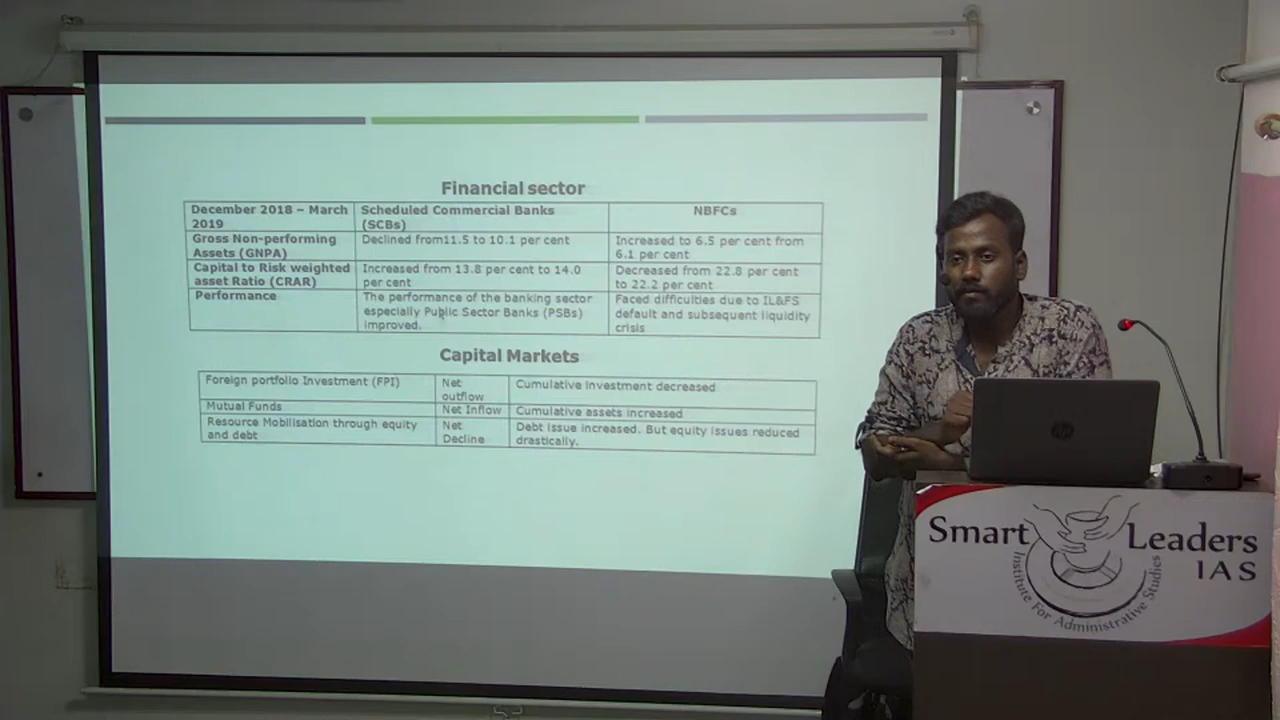 Financial sector
December 2018 – March 2019
Scheduled Commercial Banks (SCBs)
NBFCs
Gross Non-performing Assets (GNPA)
Declined from11.5 to 10.1 per cent
Increased to 6.5 per cent from 6.1 per cent
Capital to Risk weighted asset Ratio (CRAR)
Increased from 13.8 per cent to 14.0 per cent
Decreased from 22.8 per cent to 22.2 per cent
Performance
The performance of the banking sector especially Public Sector Banks (PSBs) improved.
Faced difficulties due to IL&FS default and subsequent liquidity crisis
Capital Markets
Foreign portfolio Investment (FPI)
Net outflow
Cumulative investment decreased
Mutual Funds
Net Inflow
Cumulative assets increased
Resource Mobilisation through equity and debt
Net Decline
Debt issue increased. But equity issues reduced drastically.
hp
Smart Leaders
IAS
Institute For Administrative Studies